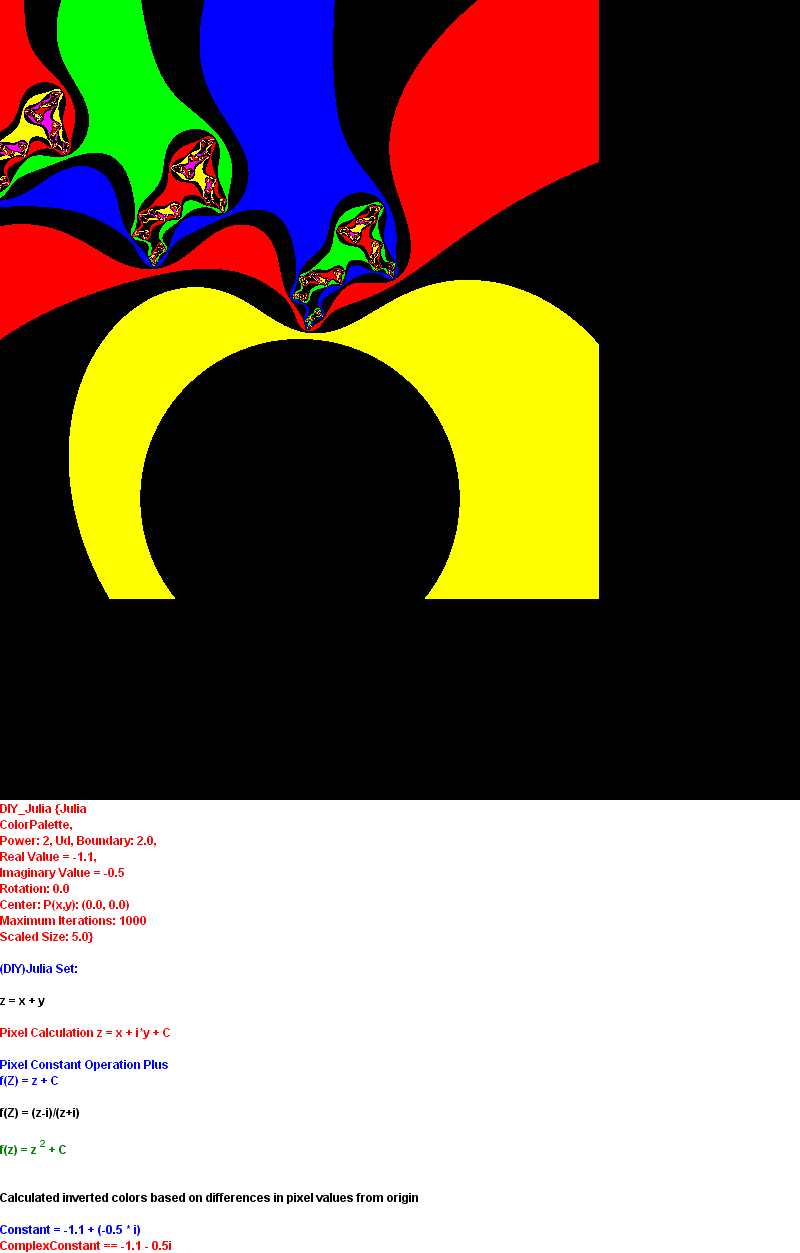 DIY_Julia {Julia
ColorPalette,
Power: 2, Ud, Boundary: 2.0,
Real Value = -1.1,
Imaginary Value = -0.5
Rotation: 0.0
Center: P(x,y): (0.0, 0.0)
Maximum Iterations: 1000
Scaled Size: 5.0}
(DIY)Julia Set:
z = x + y
Pixel Calculation z = x + i*y + C
Pixel Constant Operation Plus
f(Z) = z + C
f(Z) = (z-i)/(z+i)
f(z) = z 2 + C
Calculated inverted colors based on differences in pixel values from origin
Constant = -1.1 + (-0.5 * i)
ComplexConstant == -1.1 - 0.5i